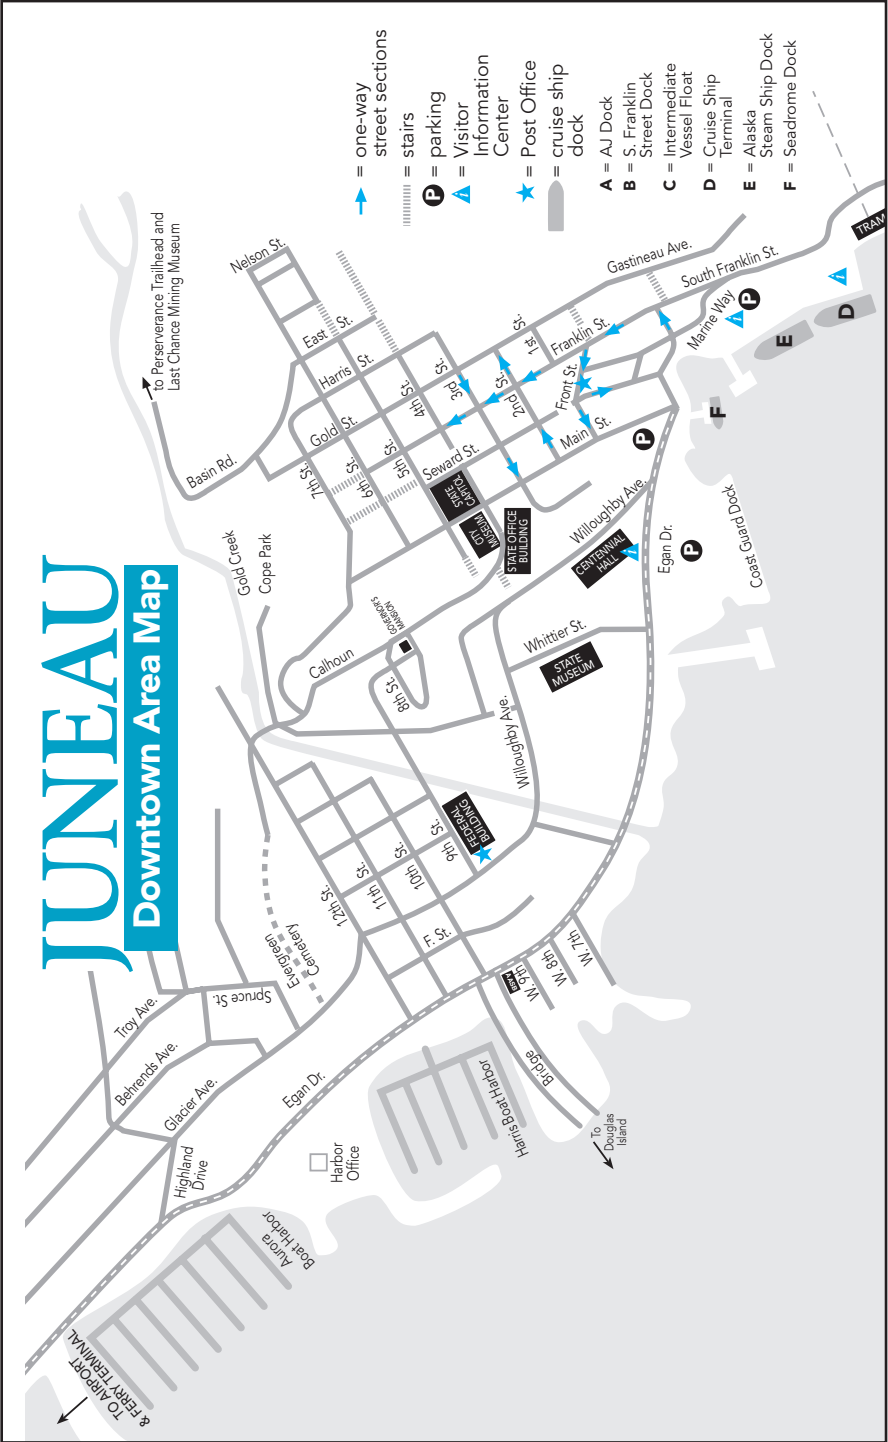 JUNEAU
Downtown Area Map
= one-way
street sections
= stairs
P = parking
i = Visitor
Information
Center
= Post Office
= cruise ship
dock
A = AJ Dock
B = S. Franklin
Street Dock
C = Intermediate
Vessel Float
D = Cruise Ship
Terminal
E = Alaska
Steam Ship Dock
F = Seadrome Dock
to Perserverance Trailhead and
Last Chance Mining Museum
Nelson St.
East St.
Harris St.
Gold St.
Basin Rd.
7th St.
6th St.
5th St.
4th St.
3rd St.
2nd St.
1st St.
Seward St.
Main St.
Front St.
Franklin St.
Gastineau Ave.
South Franklin St.
Marine Way
TRAM
P
i
i
D
E
F
P
STATE
CAPITOL
CITY
MUSEUM
STATE OFFICE
BUILDING
Gold Creek
Cope Park
GOVERNOR'S
MANSION
Calhoun
8th St.
Willoughby Ave.
CENTENNIAL
HALL
i
Egan Dr.
P
Coast Guard Dock
Whittier St.
STATE
MUSEUM
Willoughby Ave.
FEDERAL
BUILDING
9th St.
10th St.
11th St.
12th St.
F. St.
Evergreen
Cemetery
Spruce St.
Troy Ave.
Behrends Ave.
Glacier Ave.
Highland
Drive
Egan Dr.
AASB
W. 9th
W. 8th
W. 7th
Bridge
To
Douglas
Island
Harris Boat Harbor
Harbor
Office
Aurora
Boat Harbor
TO AIRPORT
& FERRY TERMINAL